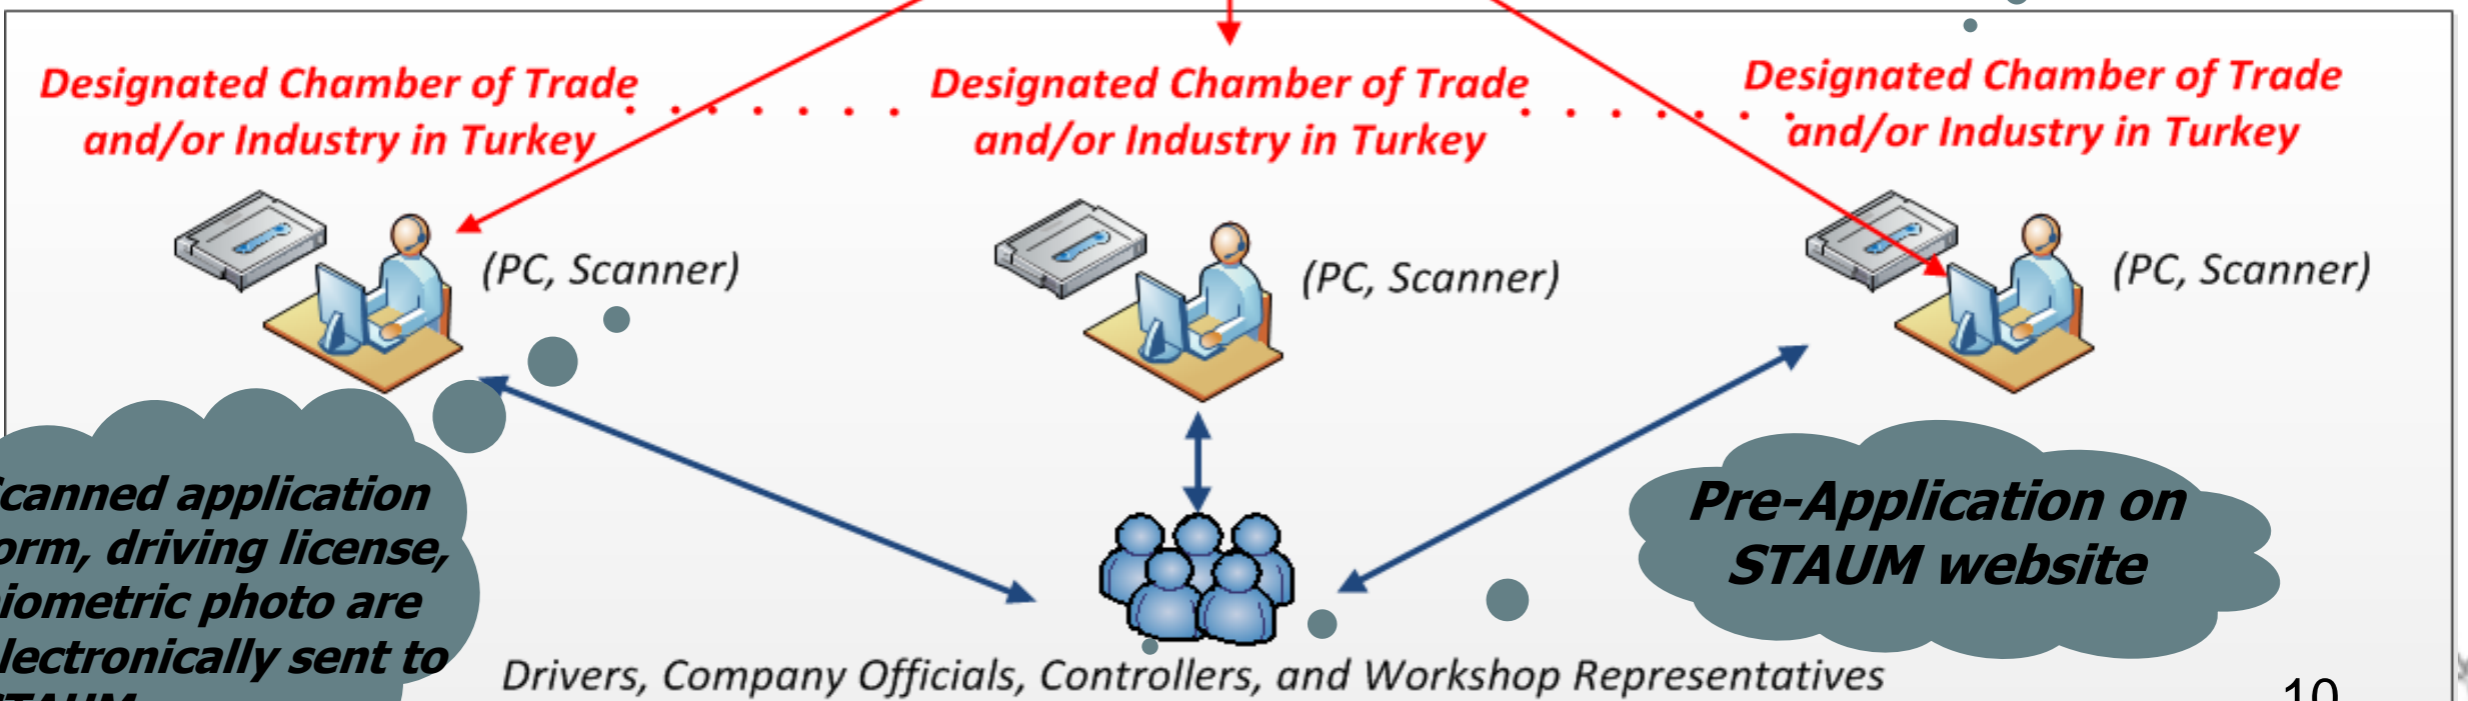 Designated Chamber of Trade
and/or Industry in Turkey
Designated Chamber of Trade
and/or Industry in Turkey
Designated Chamber of Trade
and/or Industry in Turkey
(PC, Scanner)
(PC, Scanner)
(PC, Scanner)
canned application
orm, driving license,
iometric photo are
lectronically sent to
STAUM
Pre-Application on
STAUM website
Drivers, Company Officials, Controllers, and Workshop Representatives
10